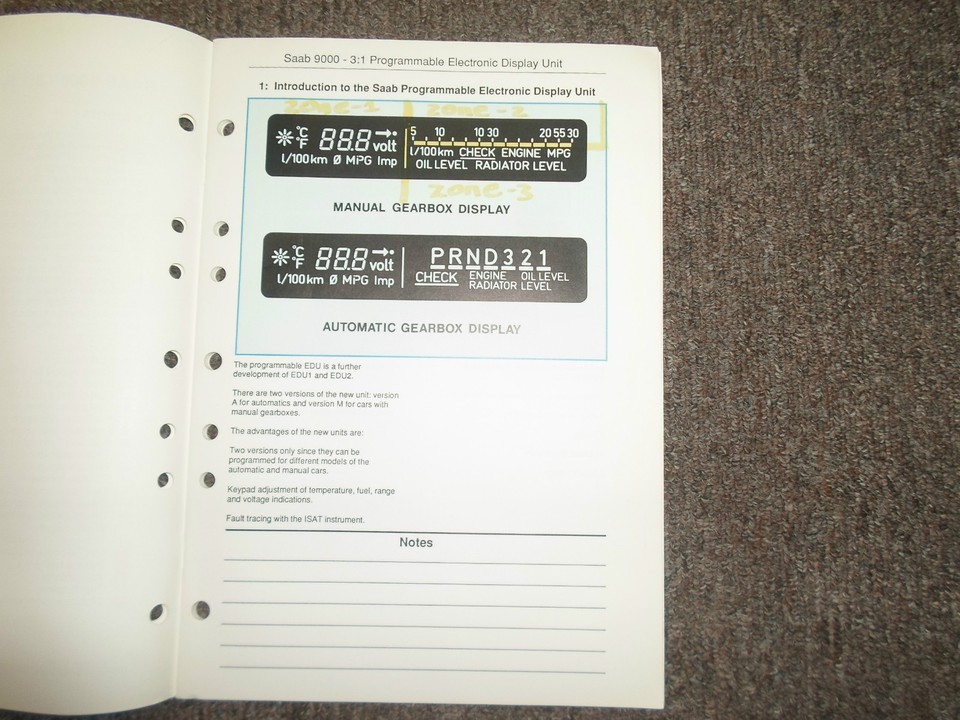 Saab 9000 - 3:1 Programmable Electronic Display Unit
1: Introduction to the Saab Programmable Electronic Display Unit
zone-1 zone-2
°C
°F 88.8 volt
l/100km Ø MPG Imp
5 10 10 30 20 55 30
l/100km CHECK ENGINE MPG
OIL LEVEL RADIATOR LEVEL
zone-3
MANUAL GEARBOX DISPLAY
°C
°F 88.8 volt
l/100km Ø MPG Imp
PRND321
CHECK ENGINE OIL LEVEL
RADIATOR LEVEL
AUTOMATIC GEARBOX DISPLAY
The programmable EDU is a further
development of EDU1 and EDU2.
There are two versions of the new unit: version
A for automatics and version M for cars with
manual gearboxes.
The advantages of the new units are:
Two versions only since they can be
programmed for different models of the
automatic and manual cars.
Keypad adjustment of temperature, fuel, range
and voltage indications.
Fault tracing with the ISAT instrument.
Notes